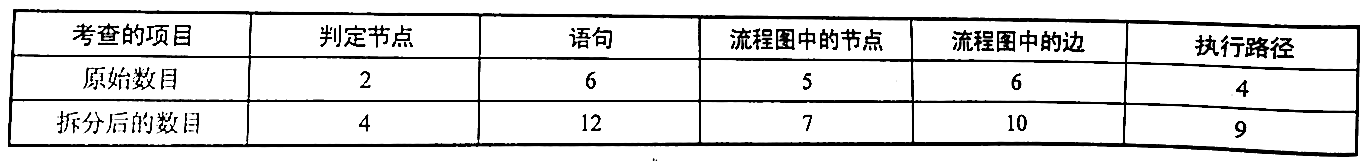 考查的项目 判定节点 语句 流程图中的节点 流程图中的边 执行路径
原始数目 2 6 5 6 4
拆分后的数目 4 12 7 10 9